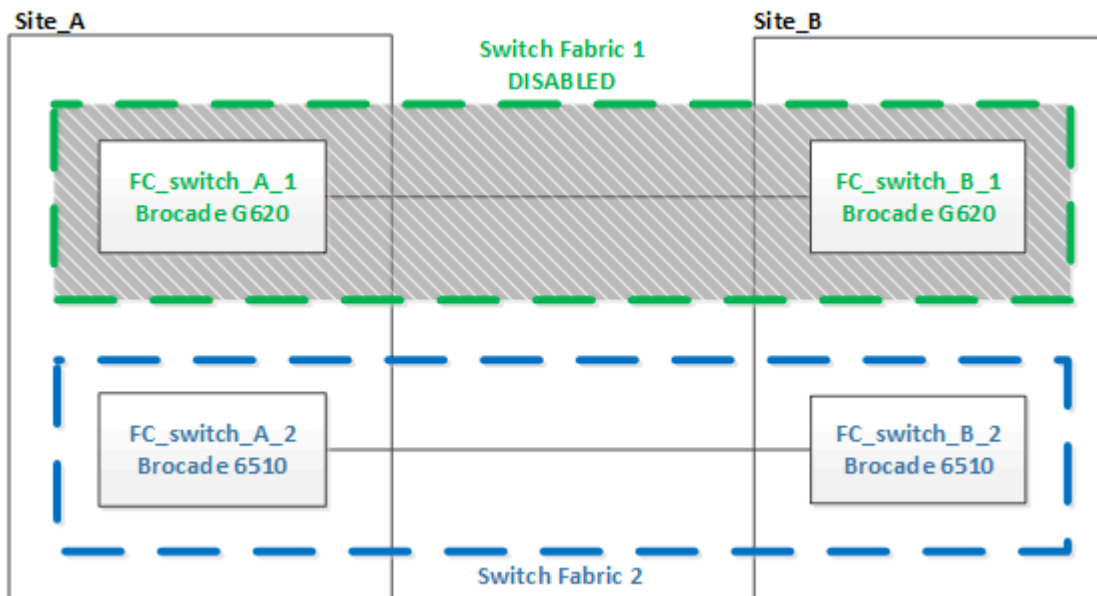 Site_A
Site_B
Switch Fabric 1
DISABLED
FC_switch_A_1
Brocade G620
FC_switch_B_1
Brocade G620
FC_switch_A_2
Brocade 6510
FC_switch_B_2
Brocade 6510
Switch Fabric 2